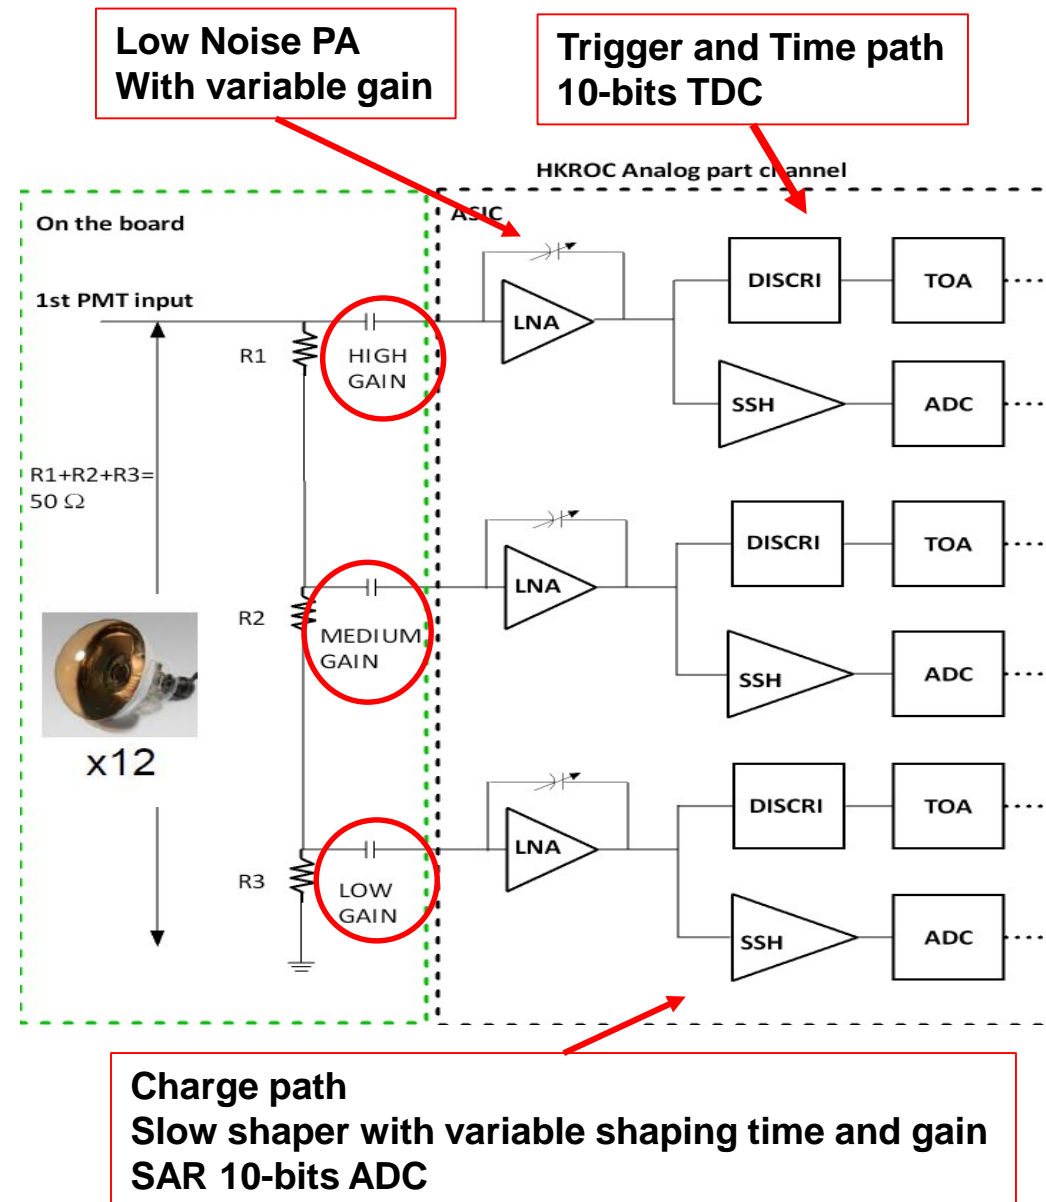 Low Noise PA
With variable gain
Trigger and Time path
10-bits TDC
HKROC Analog part channel
On the board
ASIC
1st PMT input
R1
HIGH
GAIN
LNA
DISCRI
TOA
SSH
ADC
R1+R2+R3=
50 Ω
R2
MEDIUM
GAIN
LNA
DISCRI
TOA
SSH
ADC
x12
R3
LOW
GAIN
LNA
DISCRI
TOA
SSH
ADC
Charge path
Slow shaper with variable shaping time and gain
SAR 10-bits ADC